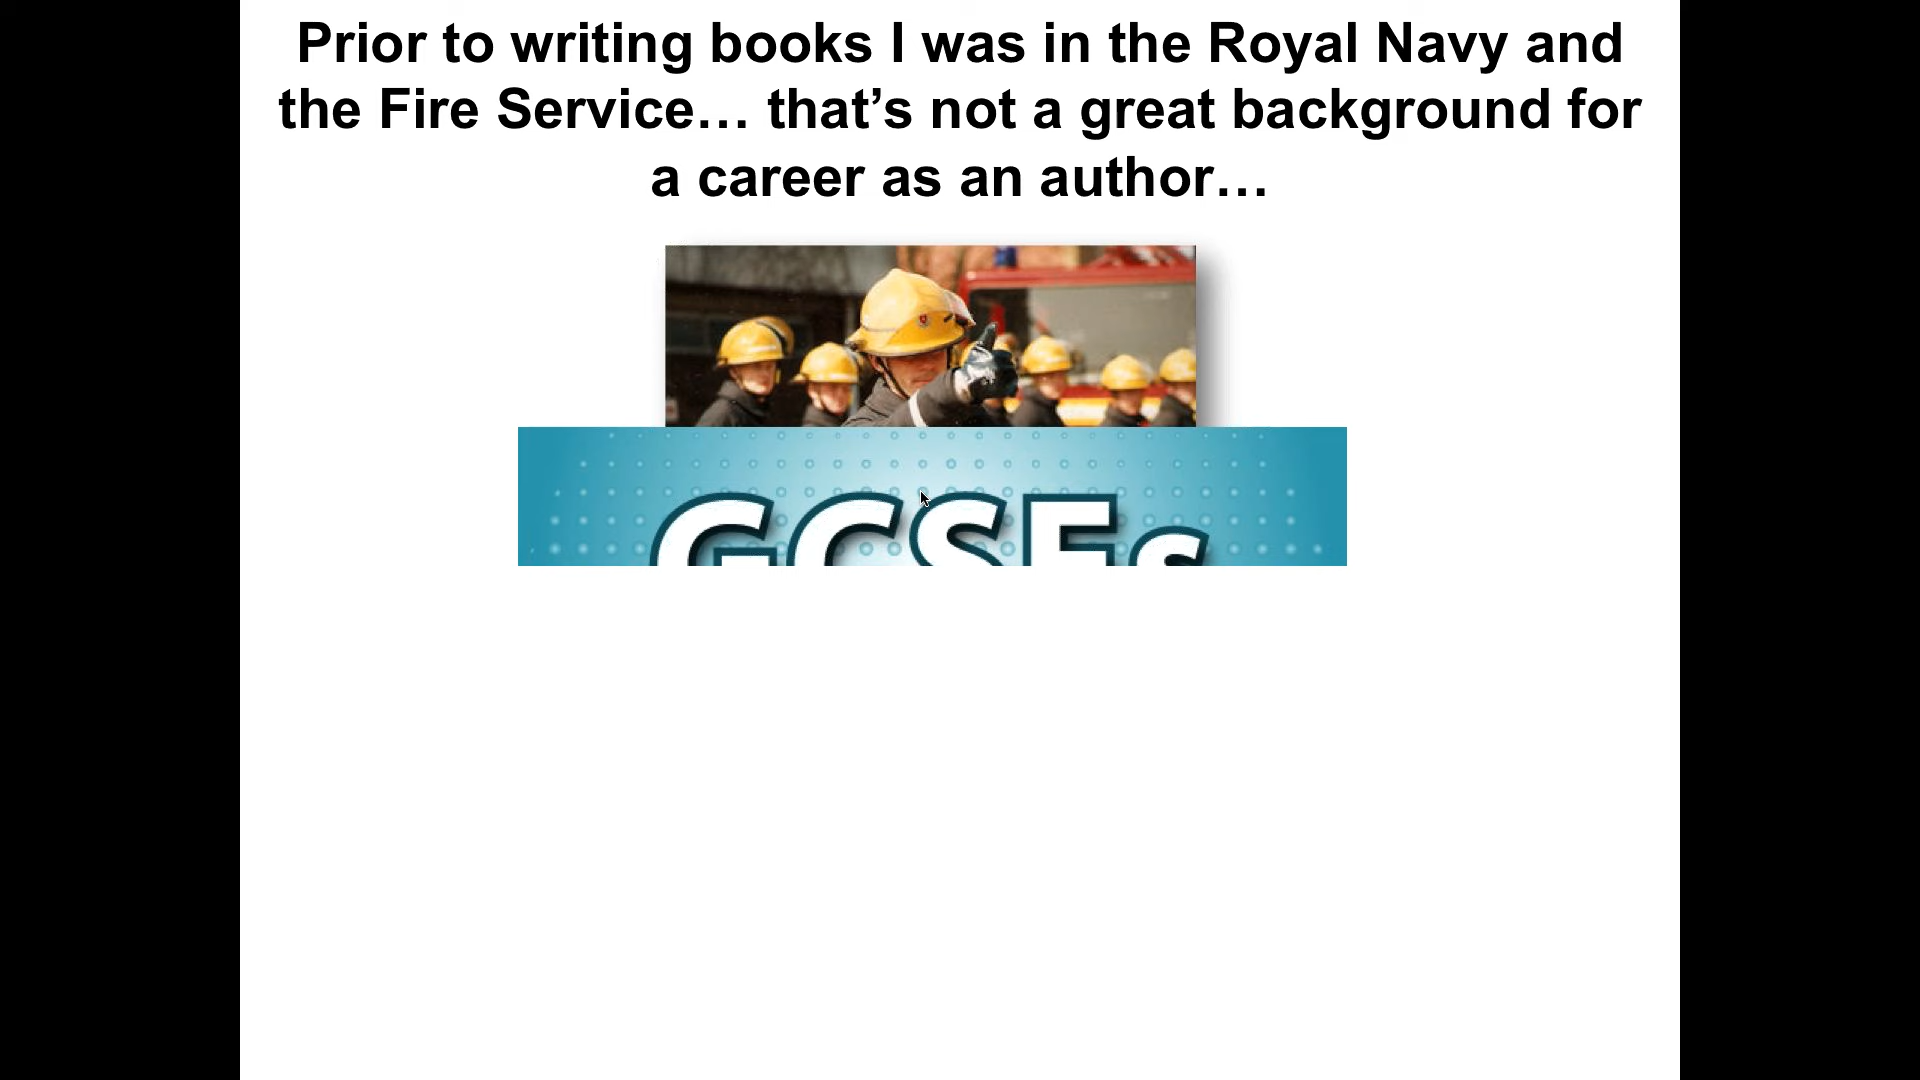 Prior to writing books I was in the Royal Navy and
the Fire Service… that’s not a great background for
a career as an author…
GCSEs